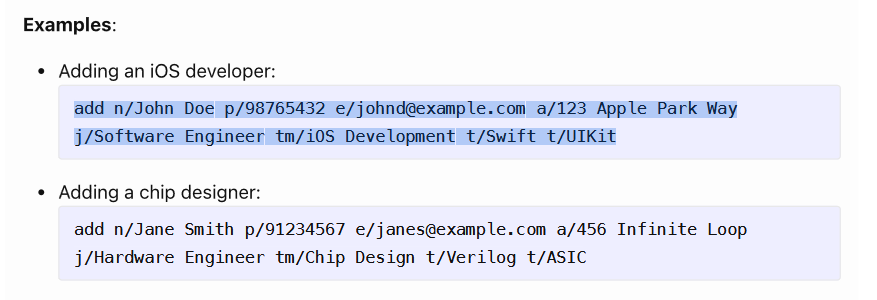 Examples:
Adding an iOS developer:
add n/John Doe p/98765432 e/johnd@example.com a/123 Apple Park Way
j/Software Engineer tm/iOS Development t/Swift t/UIKit
Adding a chip designer:
add n/Jane Smith p/91234567 e/janes@example.com a/456 Infinite Loop
j/Hardware Engineer tm/Chip Design t/Verilog t/ASIC